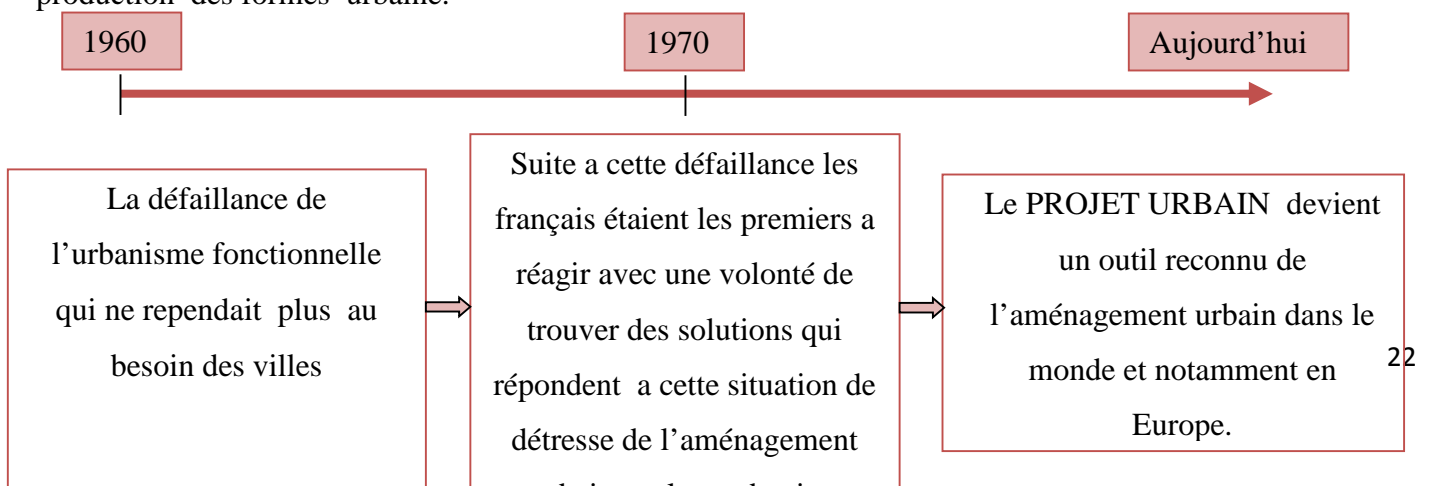 production des formes urbaine.
1960
1970
Aujourd’hui
La défaillance de
l’urbanisme fonctionnelle
qui ne rependait plus au
besoin des villes
Suite a cette défaillance les
français étaient les premiers a
réagir avec une volonté de
trouver des solutions qui
répondent a cette situation de
détresse de l’aménagement
Le PROJET URBAIN devient
un outil reconnu de
l’aménagement urbain dans le
monde et notamment en
Europe.
22